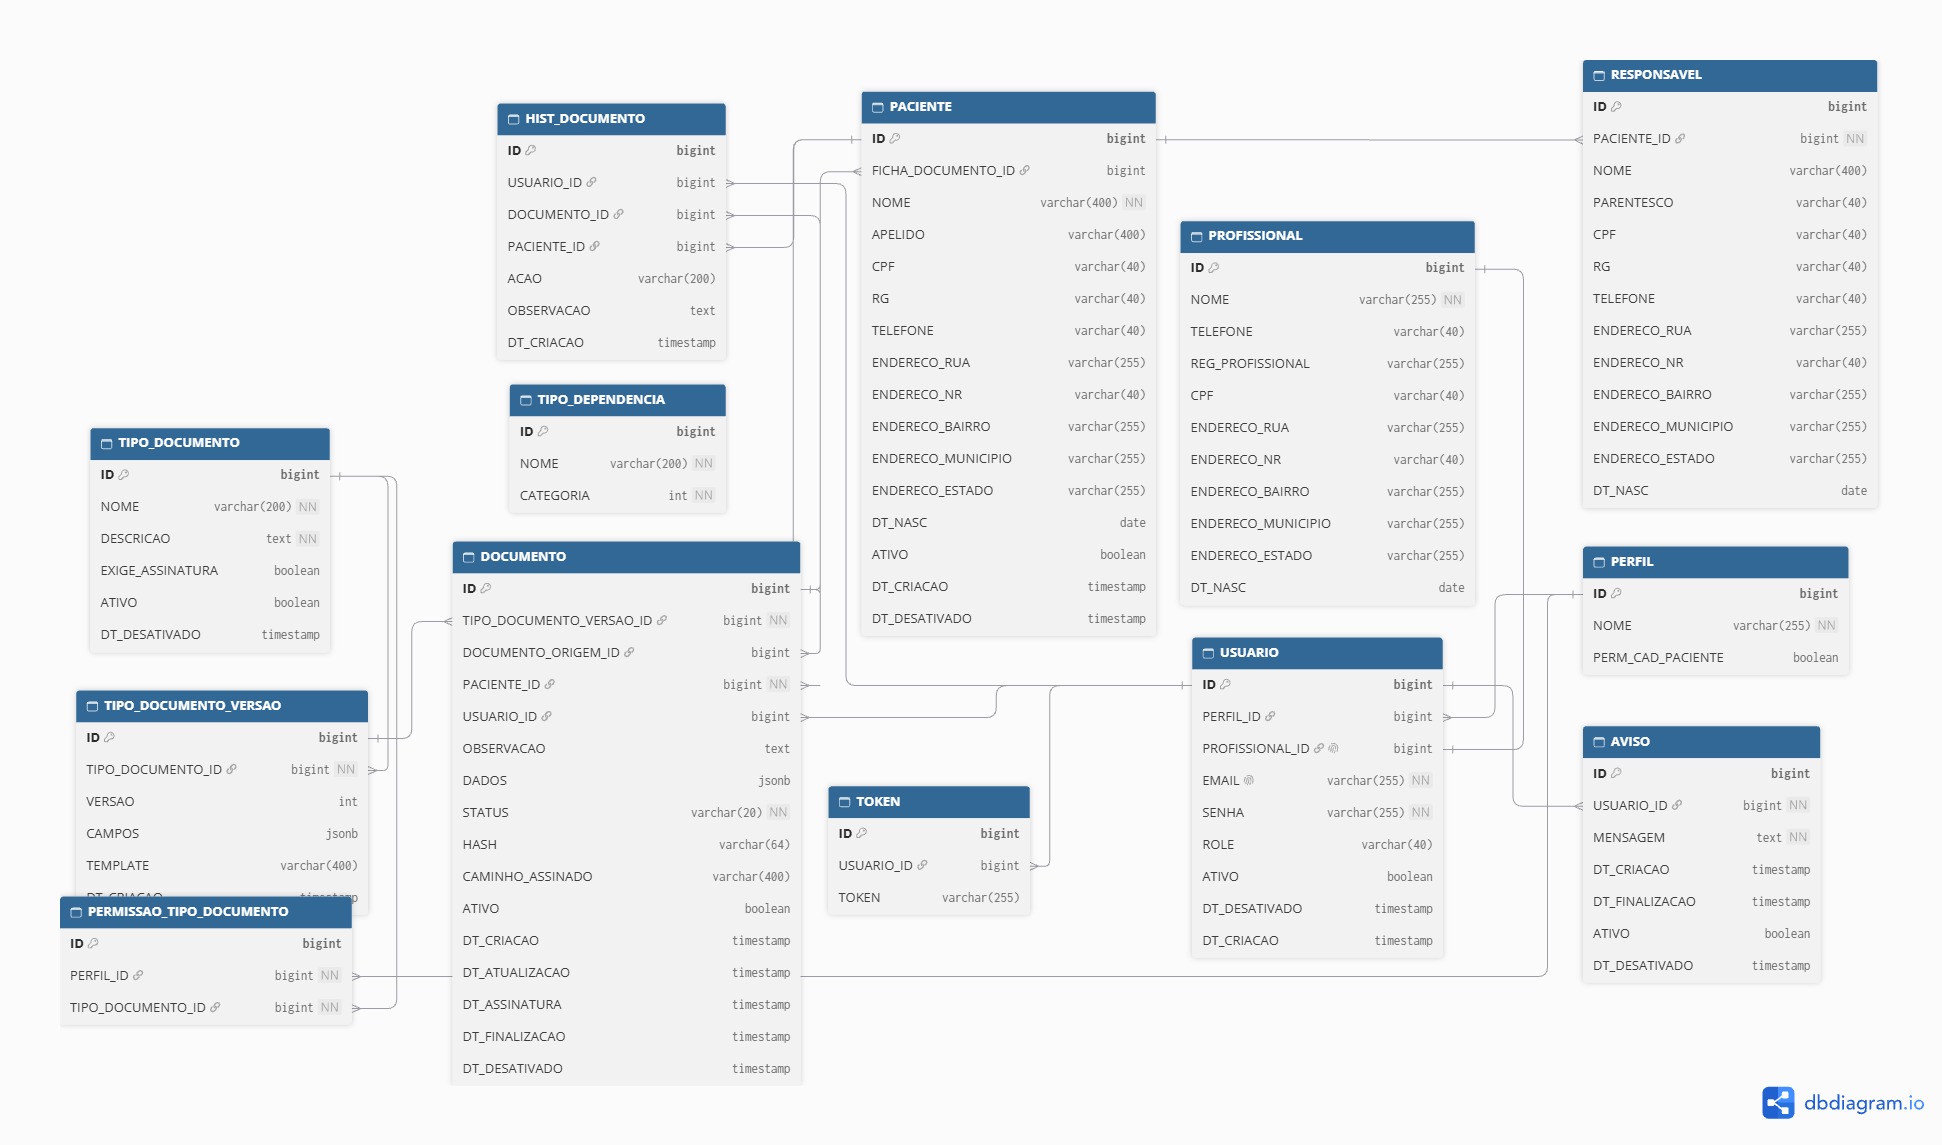 HIST_DOCUMENTO
ID bigint
USUARIO_ID bigint
DOCUMENTO_ID bigint
PACIENTE_ID bigint
ACAO varchar(200)
OBSERVACAO text
DT_CRIACAO timestamp
PACIENTE
ID bigint
FICHA_DOCUMENTO_ID bigint
NOME varchar(400) NN
APELIDO varchar(400)
CPF varchar(40)
RG varchar(40)
TELEFONE varchar(40)
ENDERECO_RUA varchar(255)
ENDERECO_NR varchar(40)
ENDERECO_BAIRRO varchar(255)
ENDERECO_MUNICIPIO varchar(255)
ENDERECO_ESTADO varchar(255)
DT_NASC date
ATIVO boolean
DT_CRIACAO timestamp
DT_DESATIVADO timestamp
RESPONSAVEL
ID bigint
PACIENTE_ID bigint NN
NOME varchar(400)
PARENTESCO varchar(40)
CPF varchar(40)
RG varchar(40)
TELEFONE varchar(40)
ENDERECO_RUA varchar(255)
ENDERECO_NR varchar(40)
ENDERECO_BAIRRO varchar(255)
ENDERECO_MUNICIPIO varchar(255)
ENDERECO_ESTADO varchar(255)
DT_NASC date
PROFISSIONAL
ID bigint
NOME varchar(255) NN
TELEFONE varchar(40)
REG_PROFISSIONAL varchar(255)
CPF varchar(40)
ENDERECO_RUA varchar(255)
ENDERECO_NR varchar(40)
ENDERECO_BAIRRO varchar(255)
ENDERECO_MUNICIPIO varchar(255)
ENDERECO_ESTADO varchar(255)
DT_NASC date
TIPO_DEPENDENCIA
ID bigint
NOME varchar(200) NN
CATEGORIA int NN
TIPO_DOCUMENTO
ID bigint
NOME varchar(200) NN
DESCRICAO text NN
EXIGE_ASSINATURA boolean
ATIVO boolean
DT_DESATIVADO timestamp
DOCUMENTO
ID bigint
TIPO_DOCUMENTO_VERSAO_ID bigint NN
DOCUMENTO_ORIGEM_ID bigint
PACIENTE_ID bigint NN
USUARIO_ID bigint
OBSERVACAO text
DADOS jsonb
STATUS varchar(20) NN
HASH varchar(64)
CAMINHO_ASSINADO varchar(400)
ATIVO boolean
DT_CRIACAO timestamp
DT_ATUALIZACAO timestamp
DT_ASSINATURA timestamp
DT_FINALIZACAO timestamp
DT_DESATIVADO timestamp
PERFIL
ID bigint
NOME varchar(255) NN
PERM_CAD_PACIENTE boolean
USUARIO
ID bigint
PERFIL_ID bigint
PROFISSIONAL_ID bigint
EMAIL varchar(255) NN
SENHA varchar(255) NN
ROLE varchar(40)
ATIVO boolean
DT_DESATIVADO timestamp
DT_CRIACAO timestamp
TIPO_DOCUMENTO_VERSAO
ID bigint
TIPO_DOCUMENTO_ID bigint NN
VERSAO int
CAMPOS jsonb
TEMPLATE varchar(400)
DT_CRIACAO timestamp
AVISO
ID bigint
USUARIO_ID bigint NN
MENSAGEM text NN
DT_CRIACAO timestamp
DT_FINALIZACAO timestamp
ATIVO boolean
DT_DESATIVADO timestamp
TOKEN
ID bigint
USUARIO_ID bigint
TOKEN varchar(255)
PERMISSAO_TIPO_DOCUMENTO
ID bigint
PERFIL_ID bigint NN
TIPO_DOCUMENTO_ID bigint NN
dbdiagram.io